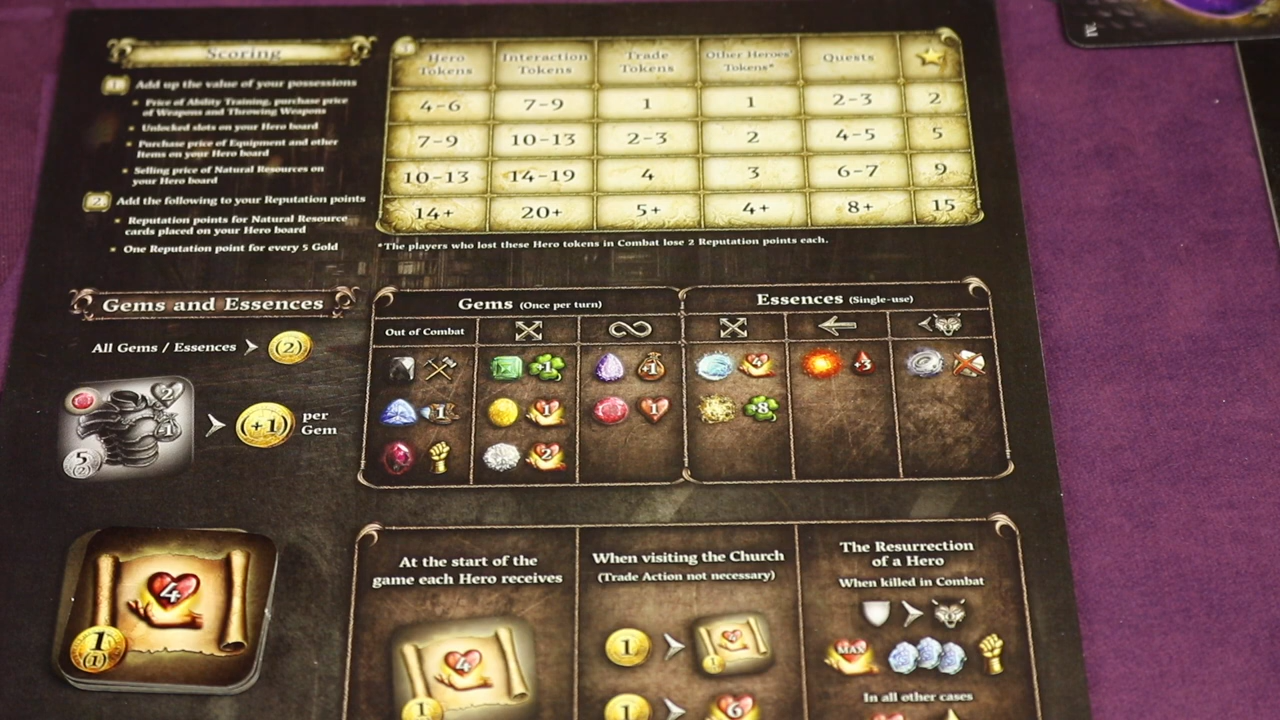 Scoring
1 Add up the value of your possessions
Price of Ability Training, purchase price
of Weapons and Throwing Weapons
Unlocked slots on your Hero board
Purchase price of Equipment and other
Items on your Hero board
Selling price of Natural Resources on
your Hero board
2 Add the following to your Reputation points
Reputation points for Natural Resource
cards placed on your Hero board
One Reputation point for every 5 Gold
Hero Tokens Interaction Tokens Trade Tokens Other Heroes' Tokens* Quests
4-6 7-9 1 1 2-3 2
7-9 10-13 2-3 2 4-5 5
10-13 14-19 4 3 6-7 9
14+ 20+ 5+ 4+ 8+ 15
*The players who lost these Hero tokens in Combat lose 2 Reputation points each.
Gems and Essences
All Gems / Essences 2
2
-1
5
(2)
+1 per
Gem
Gems (Once per turn) Essences (Single-use)
Out of Combat
+1 +1 4 +3
1 1 1 +8
2
4
1
(1)
At the start of the
game each Hero receives
4
1
When visiting the Church
(Trade Action not necessary)
1 4
1 6
The Resurrection
of a Hero
When killed in Combat
MAX
In all other cases